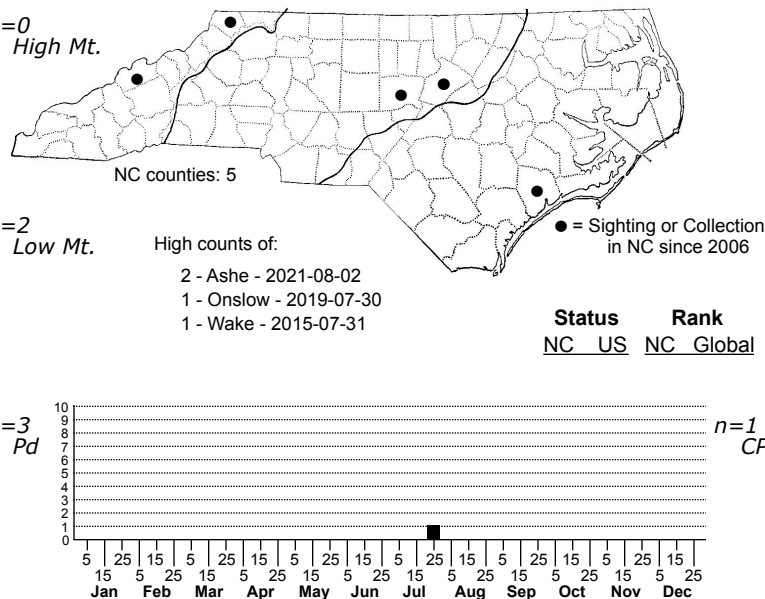 =0
High Mt.
NC counties: 5
● = Sighting or Collection
in NC since 2006
=2
Low Mt.
High counts of:
2 - Ashe - 2021-08-02
1 - Onslow - 2019-07-30
1 - Wake - 2015-07-31
Status Rank
NC US NC Global
=3
Pd
n=1
CP
10
9
8
7
6
5
4
3
2
1
0
5 25 15 5 25 15 5 25 15 5 25 15 5 25 15 5 25 15
15 5 25 15 5 25 15 5 25 15 5 25 15 5 25 15 5 25
Jan Feb Mar Apr May Jun Jul Aug Sep Oct Nov Dec